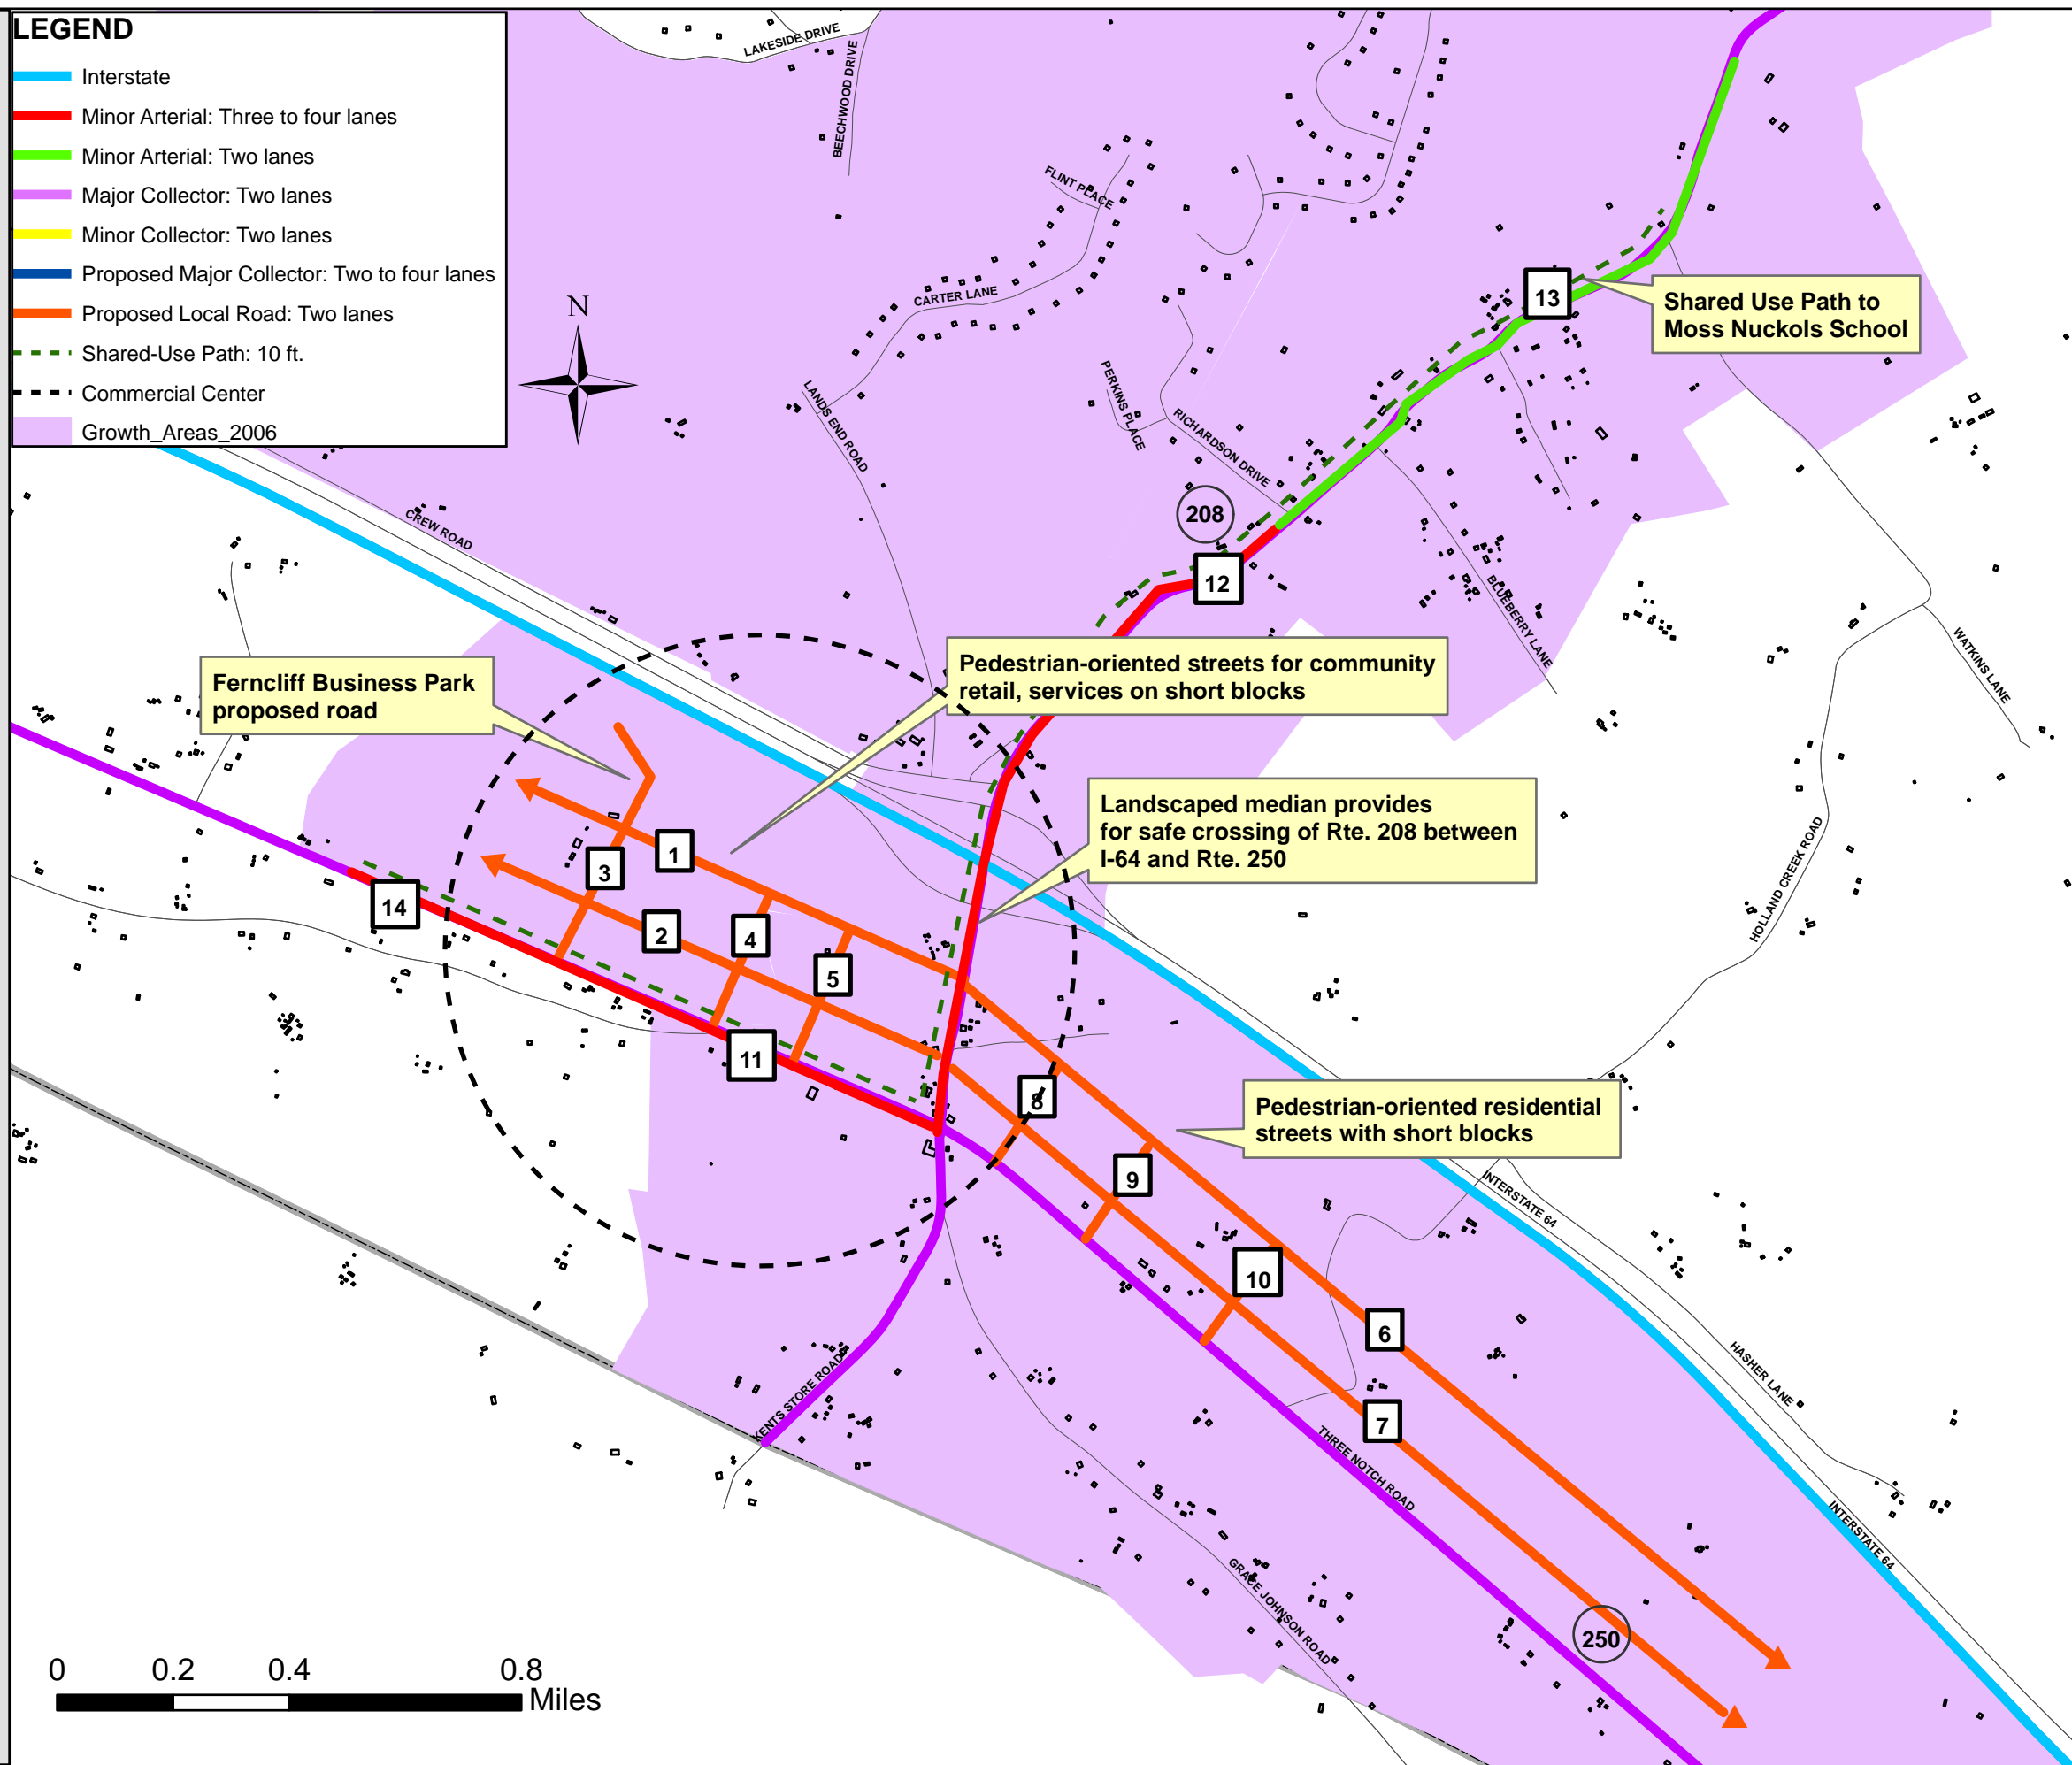 LEGEND
Interstate
Minor Arterial: Three to four lanes
Minor Arterial: Two lanes
Major Collector: Two lanes
Minor Collector: Two lanes
Proposed Major Collector: Two to four lanes
Proposed Local Road: Two lanes
Shared-Use Path: 10 ft.
Commercial Center
Growth_Areas_2006
N
LAKESIDE DRIVE
BEECHWOOD DRIVE
FLINT PLACE
CARTER LANE
LANDS END ROAD
PERKINS PLACE
RICHARDSON DRIVE
13
Shared Use Path to
Moss Nuckols School
208
12
CREW ROAD
BLUEBERRY LANE
WATKINS LANE
Ferncliff Business Park
proposed road
Pedestrian-oriented streets for community
retail, services on short blocks
Landscaped median provides
for safe crossing of Rte. 208 between
I-64 and Rte. 250
HOLLAND CREEK ROAD
1
3
14
2
4
5
11
8
Pedestrian-oriented residential
streets with short blocks
9
INTERSTATE 64
10
6
HASHER LANE
7
KENTS STORE ROAD
THREE NOTCH ROAD
INTERSTATE 64
GRACE JOHNSON ROAD
250
0 0.2 0.4 0.8
Miles